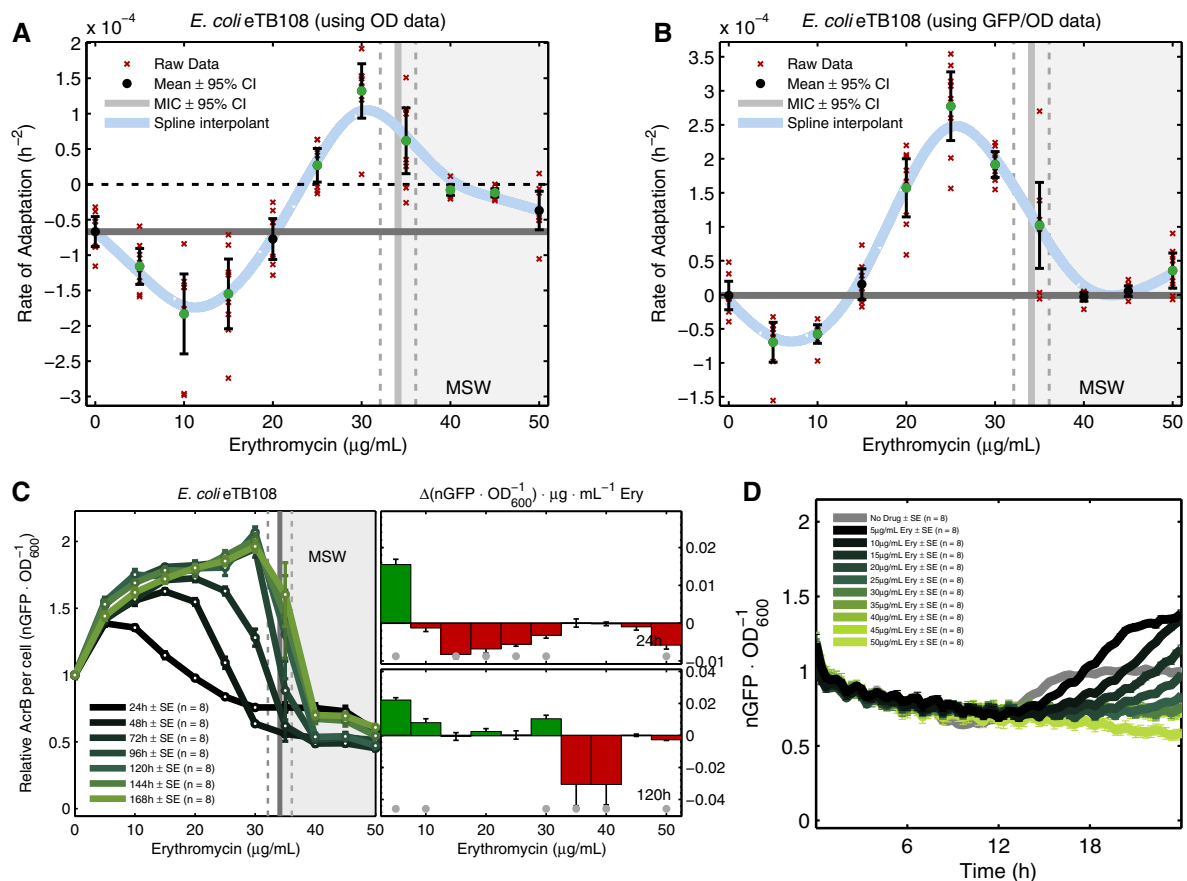 A
E. coli eTB108 (using OD data)
x 10⁻⁴
Rate of Adaptation (h⁻²)
2
1.5
1
0.5
0
−0.5
−1
−1.5
−2
−2.5
−3
Raw Data
Mean ± 95% CI
MIC ± 95% CI
Spline interpolant
MSW
0 10 20 30 40 50
Erythromycin (μg/mL)
B
E. coli eTB108 (using GFP/OD data)
x 10⁻⁴
Rate of Adaptation (h⁻²)
3.5
3
2.5
2
1.5
1
0.5
0
−0.5
−1
−1.5
Raw Data
Mean ± 95% CI
MIC ± 95% CI
Spline interpolant
MSW
0 10 20 30 40 50
Erythromycin (μg/mL)
C
E. coli eTB108
Relative AcrB per cell (nGFP · OD₆₀₀⁻¹)
2
1.5
1
0.5
0
MSW
24h ± SE (n = 8)
48h ± SE (n = 8)
72h ± SE (n = 8)
96h ± SE (n = 8)
120h ± SE (n = 8)
144h ± SE (n = 8)
168h ± SE (n = 8)
0 10 20 30 40 50
Erythromycin (μg/mL)
Δ(nGFP · OD₆₀₀⁻¹) · μg · mL⁻¹ Ery
0.02
0.01
0
−0.01
24h
0.04
0.02
0
−0.02
−0.04
120h
10 20 30 40 50
Erythromycin (μg/mL)
D
nGFP · OD₆₀₀⁻¹
2
1.5
1
0.5
0
No Drug ± SE (n = 8)
5μg/mL Ery ± SE (n = 8)
10μg/mL Ery ± SE (n = 8)
15μg/mL Ery ± SE (n = 8)
20μg/mL Ery ± SE (n = 8)
25μg/mL Ery ± SE (n = 8)
30μg/mL Ery ± SE (n = 8)
35μg/mL Ery ± SE (n = 8)
40μg/mL Ery ± SE (n = 8)
45μg/mL Ery ± SE (n = 8)
50μg/mL Ery ± SE (n = 8)
6 12 18
Time (h)